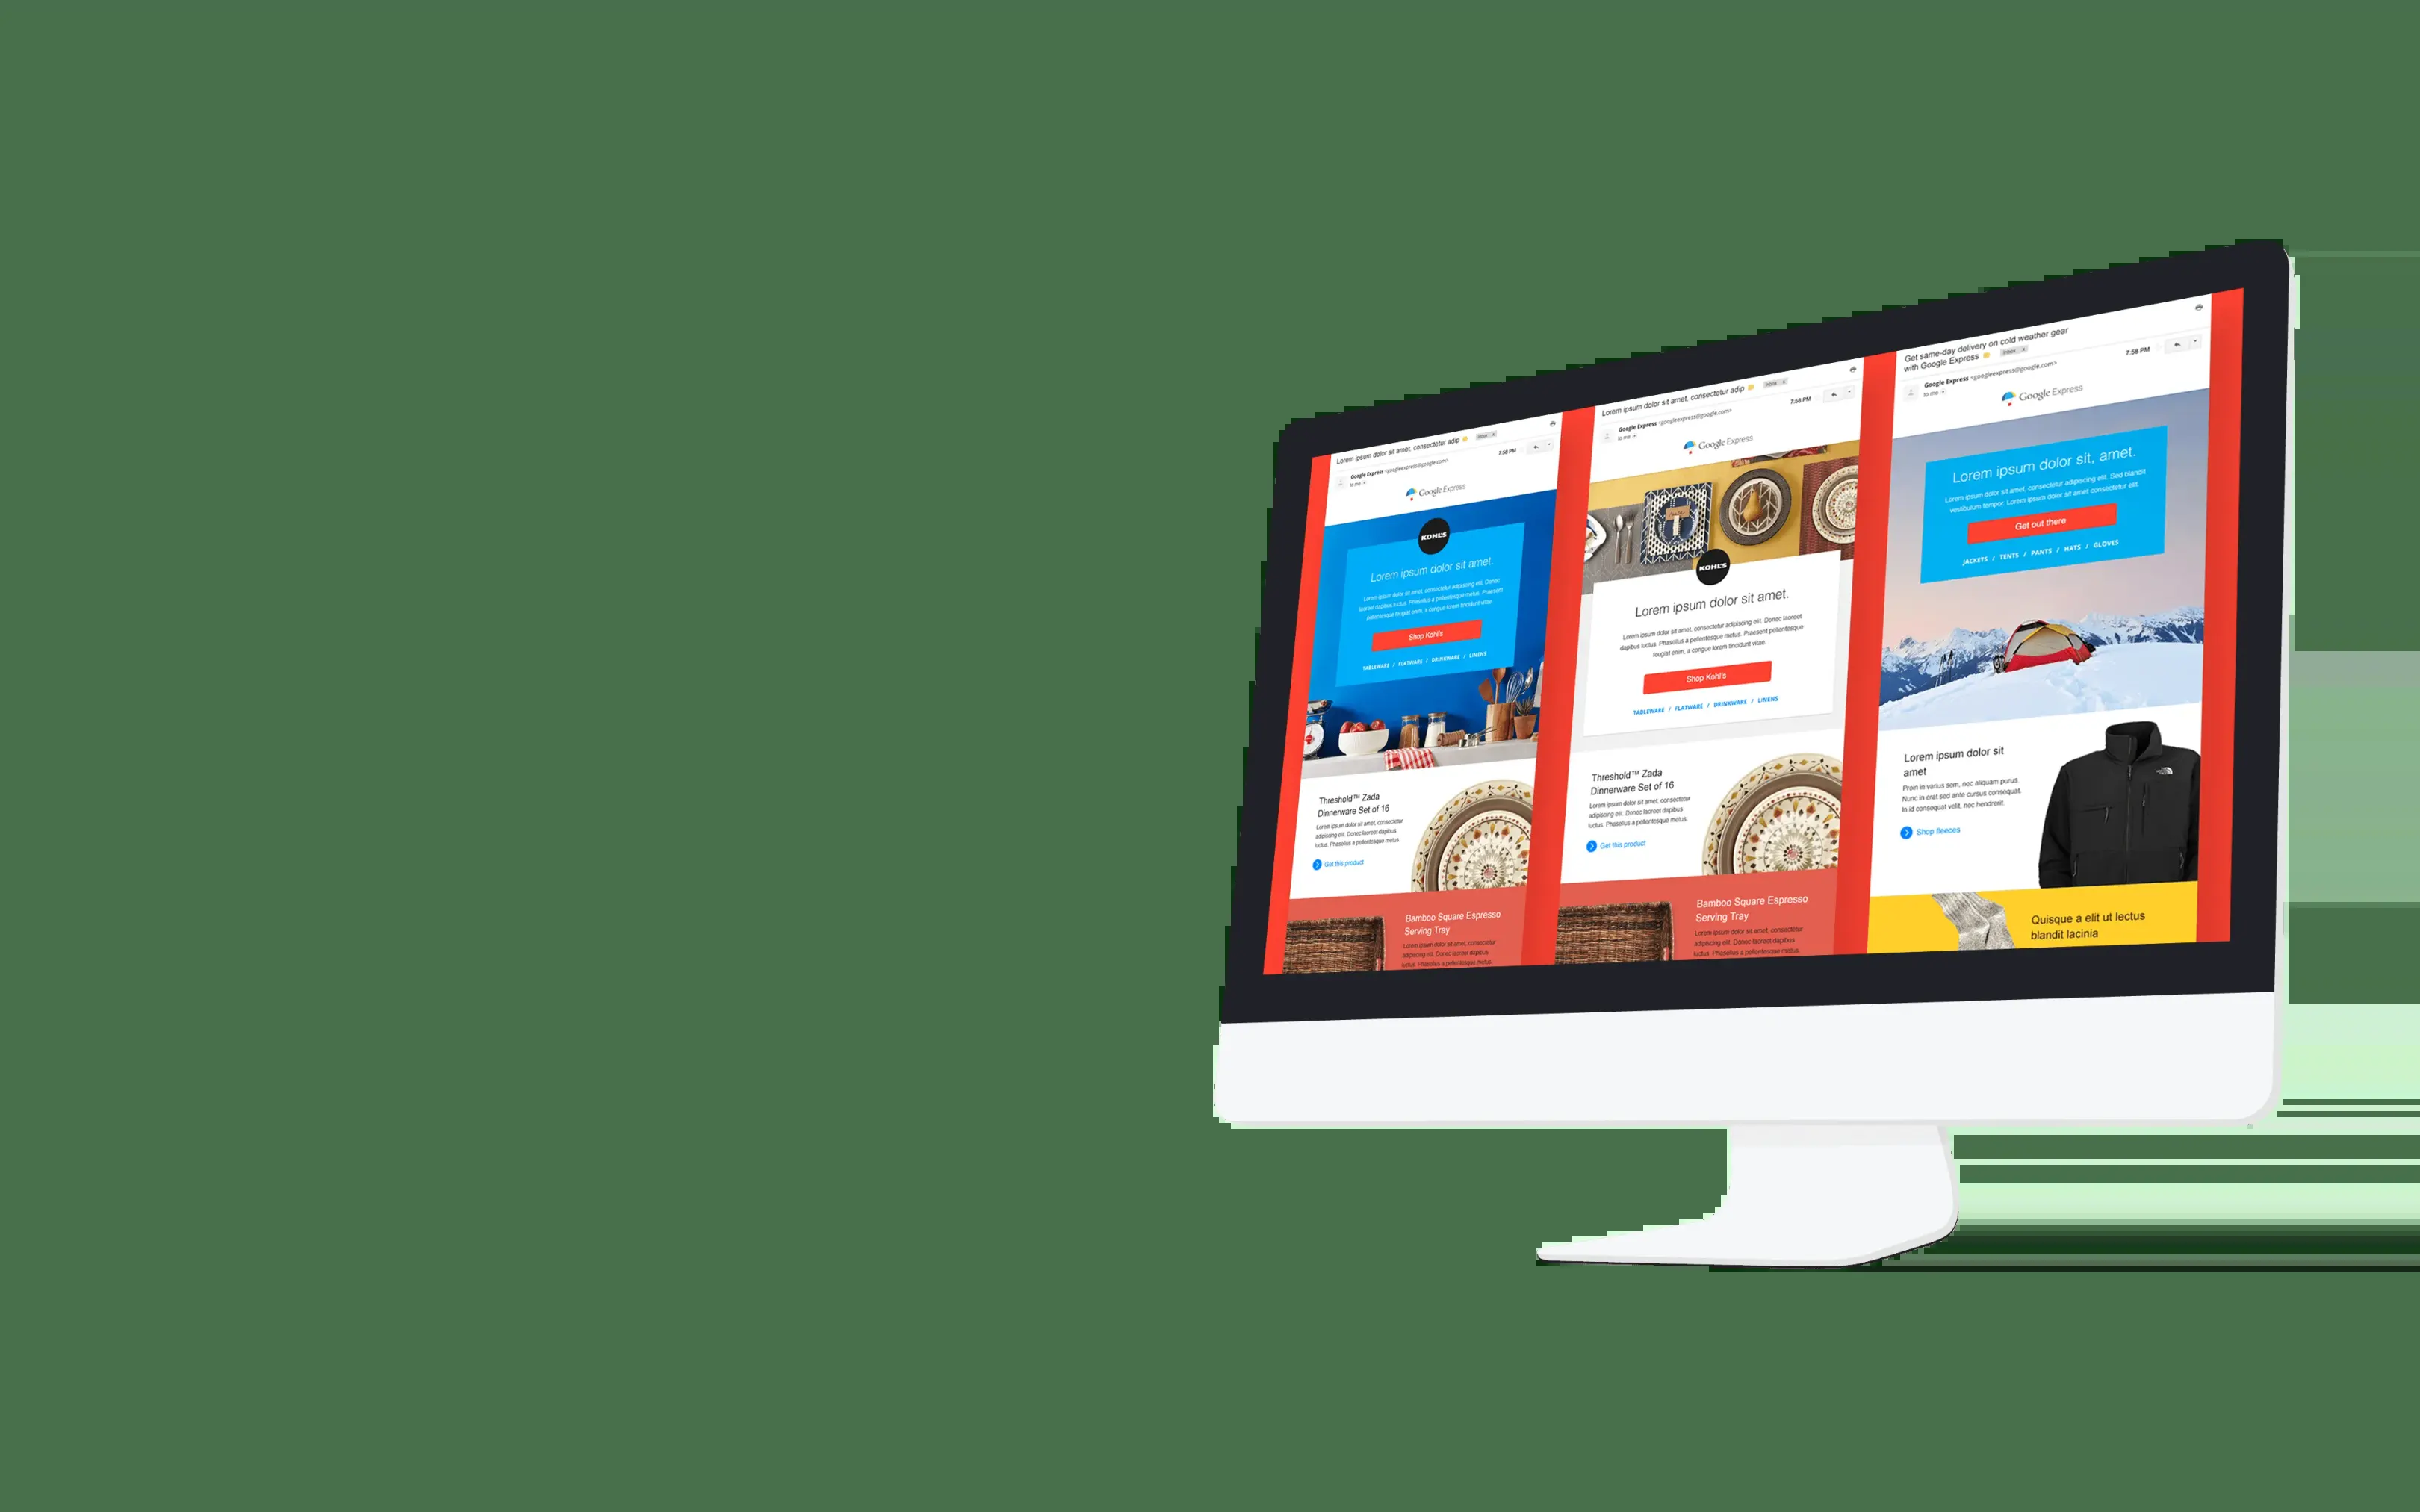 Lorem ipsum dolor sit amet, consectetur adip
Inbox x
Google Express <googleexpress@google.com>
to me
7:58 PM
Google Express
KOHL'S
Lorem ipsum dolor sit amet.
Lorem ipsum dolor sit amet, consectetur adipiscing elit. Donec
laoreet dapibus luctus. Phasellus a pellentesque metus. Praesent
pellentesque feugiat enim, a congue lorem tincidunt vitae.
Shop Kohl's
TABLEWARE / FLATWARE / DRINKWARE / LINENS
Threshold™ Zada
Dinnerware Set of 16
Lorem ipsum dolor sit amet, consectetur
adipiscing elit. Donec laoreet dapibus
luctus. Phasellus a pellentesque metus.
Get this product
Bamboo Square Espresso
Serving Tray
Lorem ipsum dolor sit amet, consectetur
adipiscing elit. Donec laoreet dapibus
luctus. Phasellus a pellentesque metus.
Lorem ipsum dolor sit amet, consectetur adip
Inbox x
Google Express <googleexpress@google.com>
to me
7:58 PM
Google Express
KOHL'S
Lorem ipsum dolor sit amet.
Lorem ipsum dolor sit amet, consectetur adipiscing elit. Donec laoreet
dapibus luctus. Phasellus a pellentesque metus. Praesent pellentesque
feugiat enim, a congue lorem tincidunt vitae.
Shop Kohl's
TABLEWARE / FLATWARE / DRINKWARE / LINENS
Threshold™ Zada
Dinnerware Set of 16
Lorem ipsum dolor sit amet, consectetur
adipiscing elit. Donec laoreet dapibus
luctus. Phasellus a pellentesque metus.
Get this product
Bamboo Square Espresso
Serving Tray
Lorem ipsum dolor sit amet, consectetur
adipiscing elit. Donec laoreet dapibus
luctus. Phasellus a pellentesque metus.
Get same-day delivery on cold weather gear
with Google Express
Inbox x
Google Express <googleexpress@google.com>
to me
7:58 PM
Google Express
Lorem ipsum dolor sit, amet.
Lorem ipsum dolor sit amet, consectetur adipiscing elit. Sed blandit
vestibulum tempor. Lorem ipsum dolor sit amet consectetur elit.
Get out there
JACKETS / TENTS / PANTS / HATS / GLOVES
Lorem ipsum dolor sit
amet
Proin in varius sem, nec aliquam purus.
Nunc in erat sed ante cursus consequat.
In id consequat velit, nec hendrerit.
Shop fleeces
Quisque a elit ut lectus
blandit lacinia